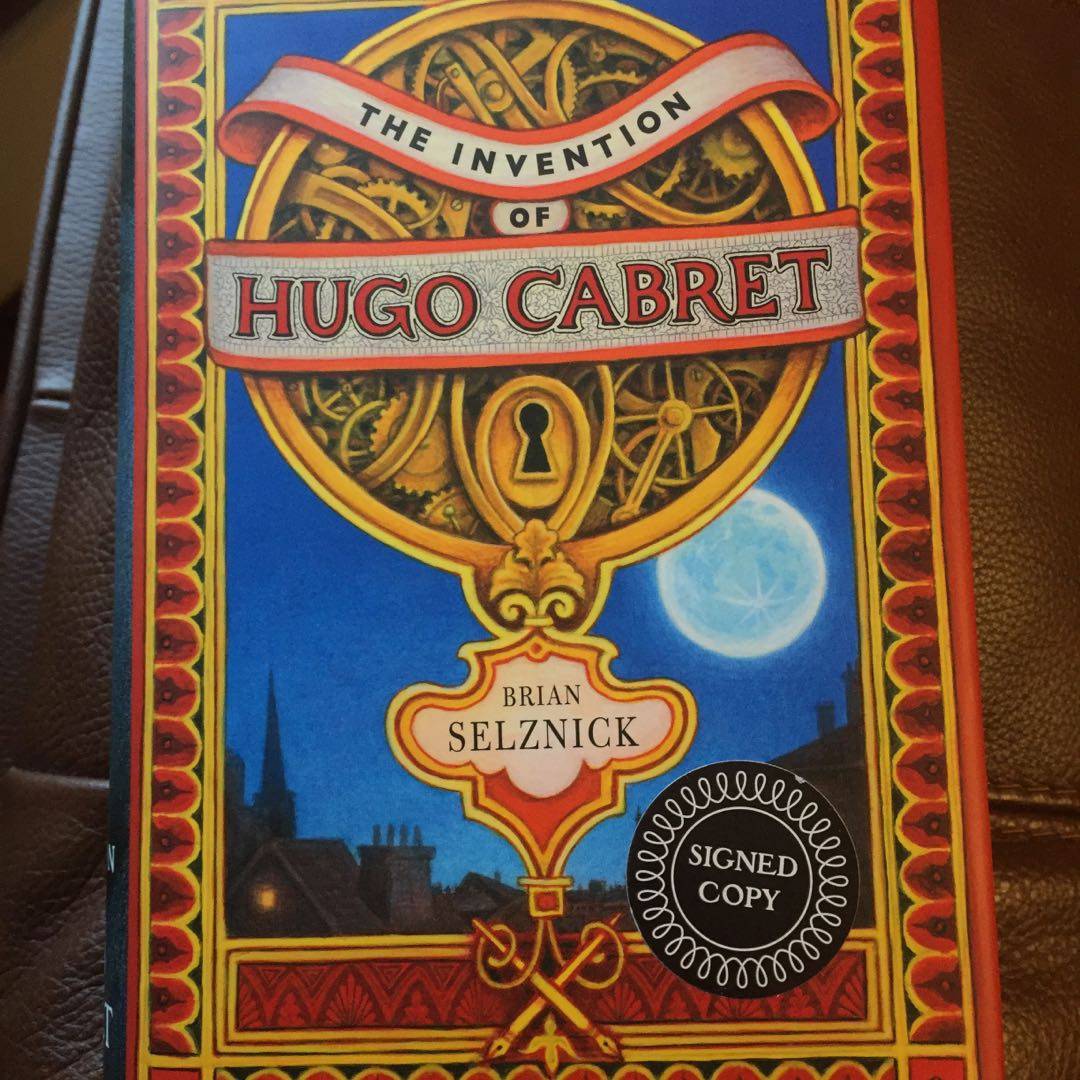 THE INVENTION
OF
HUGO CABRET
BRIAN
SELZNICK
SIGNED
COPY
N
T